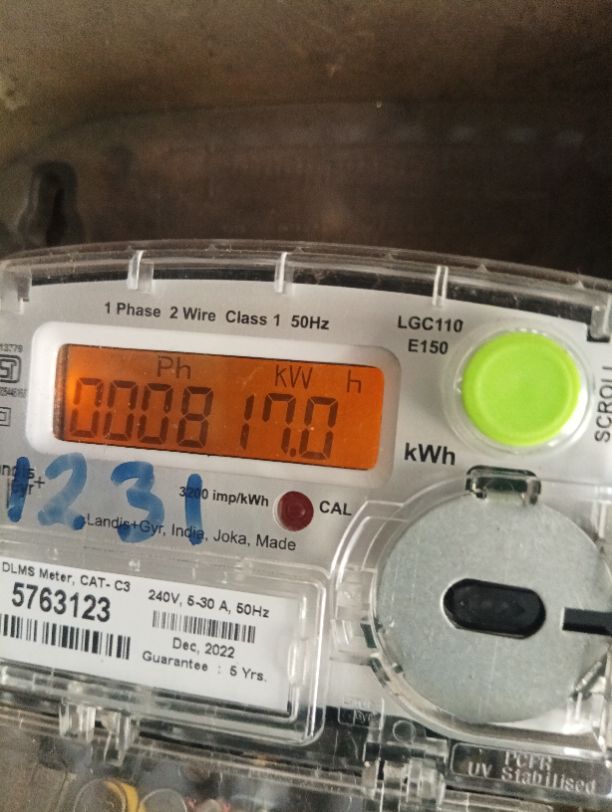 1 Phase 2 Wire Class 1 50Hz
LGC110
E150
SCROLL
Ph kW h
000817.0
kWh
1231
3200 imp/kWh
CAL
Landis+Gyr, India, Joka, Made
DLMS Meter, CAT- C3
5763123
240V, 5-30 A, 50Hz
Dec, 2022
Guarantee : 5 Yrs.
PCFR
UV Stabilised